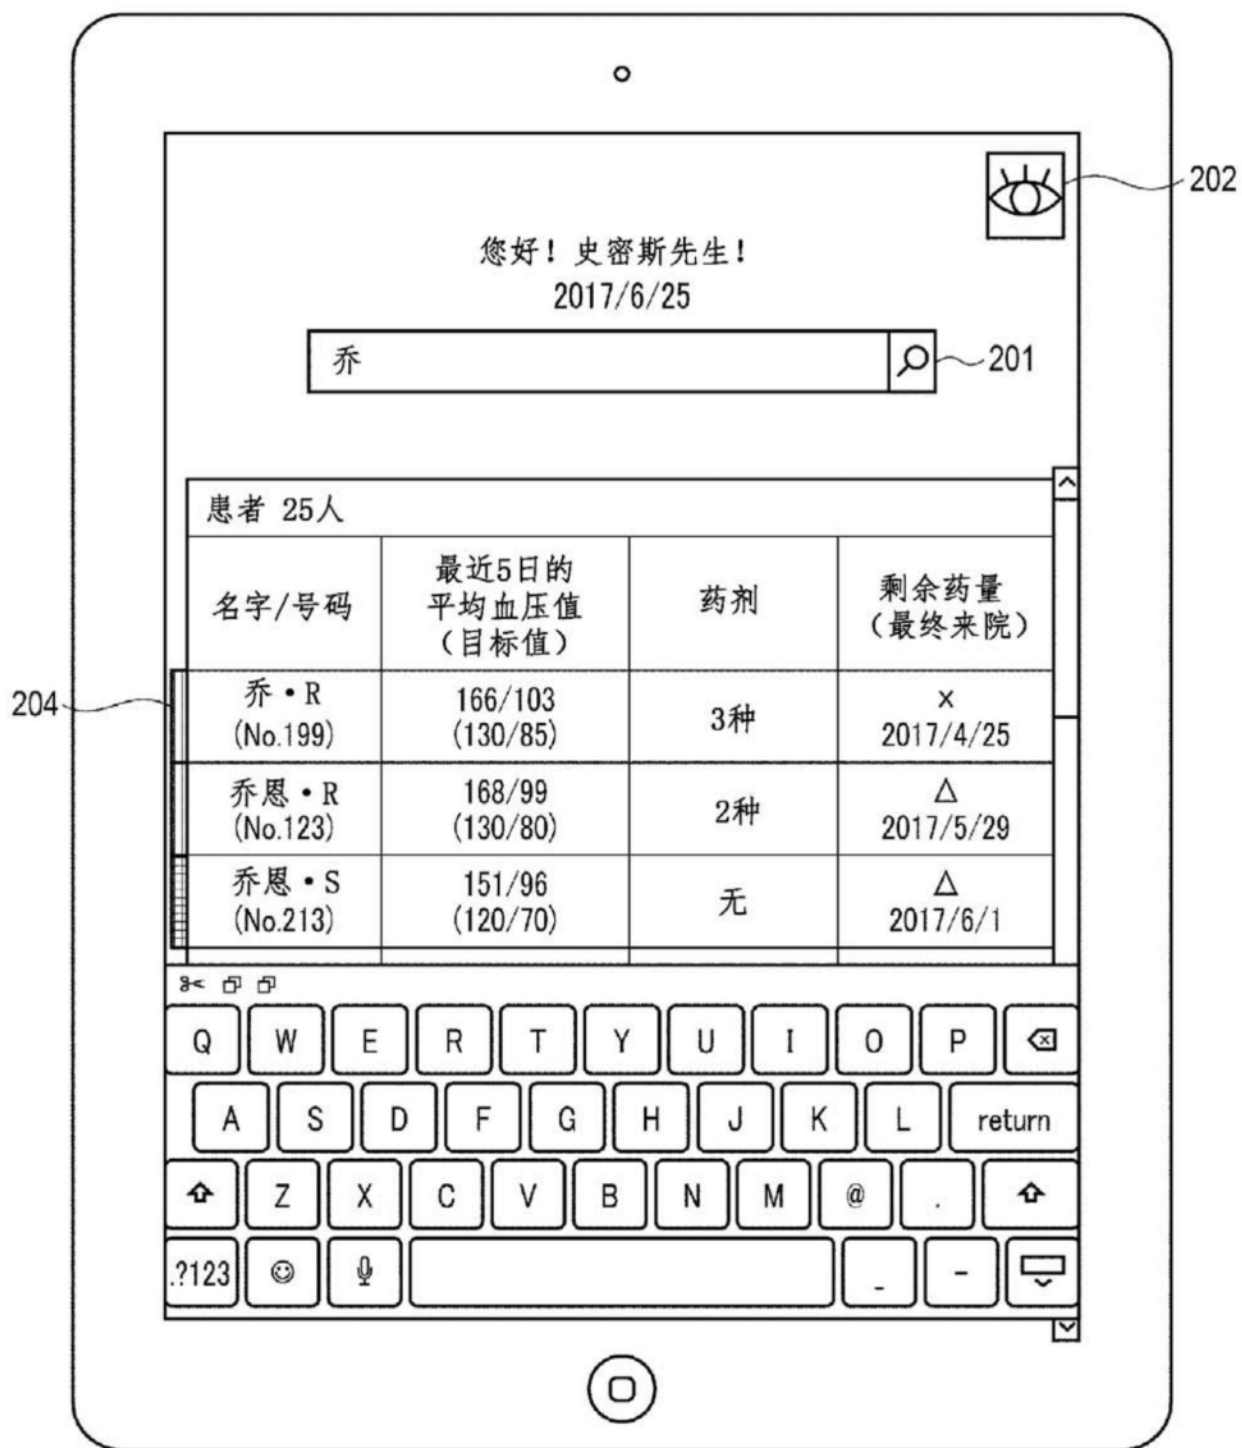 202
您好！史密斯先生！
2017/6/25
乔
201
患者 25人
名字/号码
最近5日的
平均血压值
（目标值）
药剂
剩余药量
（最终来院）
204
乔·R
(No.199)
166/103
(130/85)
3种
×
2017/4/25
乔恩·R
(No.123)
168/99
(130/80)
2种
△
2017/5/29
乔恩·S
(No.213)
151/96
(120/70)
无
△
2017/6/1
Q W E R T Y U I O P
A S D F G H J K L return
Z X C V B N M @ .
.?123 _ -